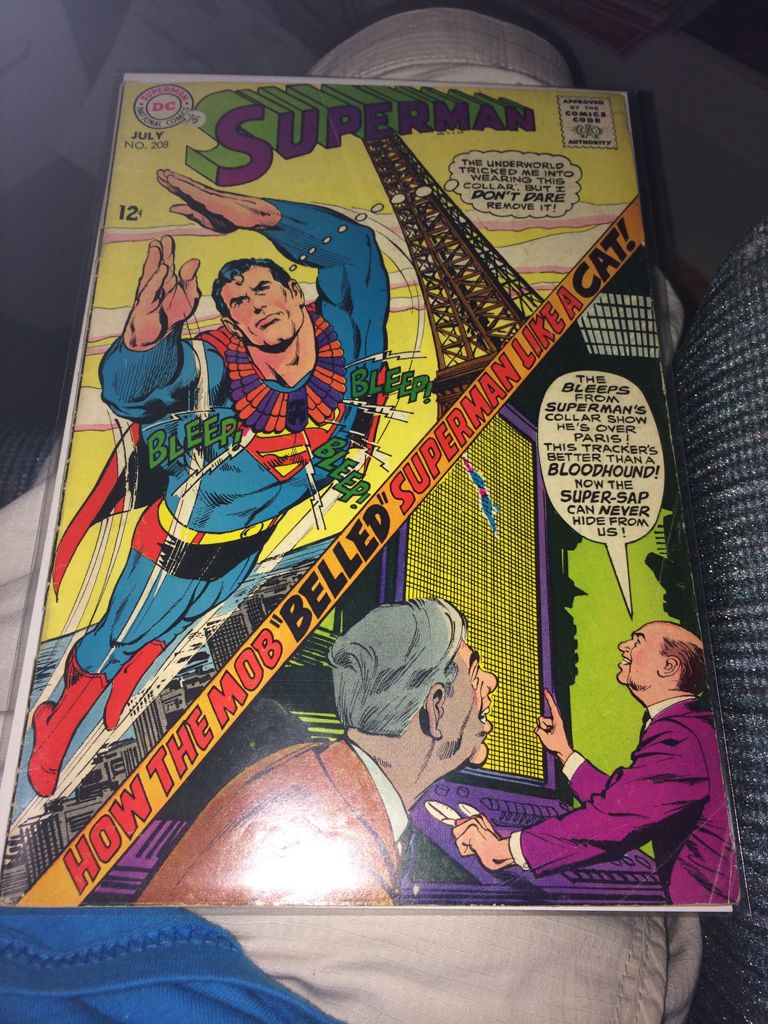 SUPERMAN
DC
NATIONAL COMICS
JULY
NO. 208
12¢
SUPERMAN
APPROVED
BY THE
COMICS
CODE
AUTHORITY
THE UNDERWORLD
TRICKED ME INTO
WEARING THIS
COLLAR, BUT I
DON'T DARE
REMOVE IT!
BLEEP!
BLEEP!
BLEEP!
HOW THE MOB "BELLED" SUPERMAN LIKE A CAT!
THE
BLEEPS
FROM
SUPERMAN'S
COLLAR SHOW
HE'S OVER
PARIS!
THIS TRACKER'S
BETTER THAN A
BLOODHOUND!
NOW THE
SUPER-SAP
CAN NEVER
HIDE FROM
US!